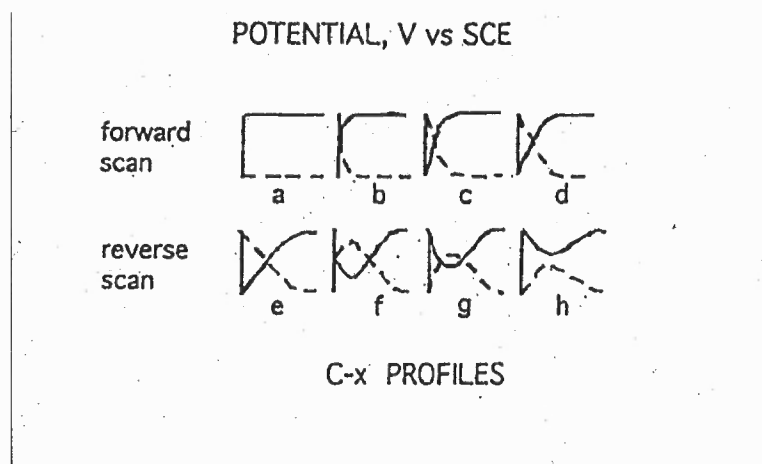 POTENTIAL, V vs SCE
forward
scan
a b c d
reverse
scan
e f g h
C-x PROFILES